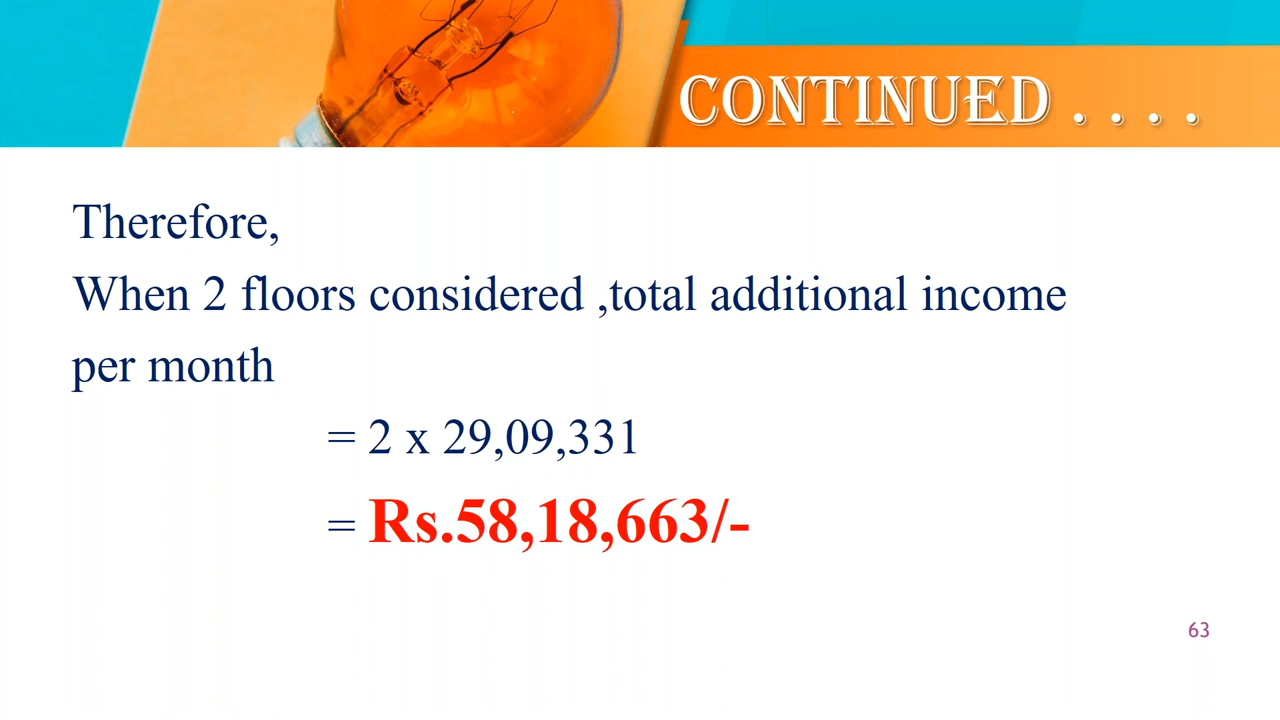 CONTINUED . . . .
Therefore,
When 2 floors considered ,total additional income
per month
= 2 x 29,09,331
= Rs.58,18,663/-
63